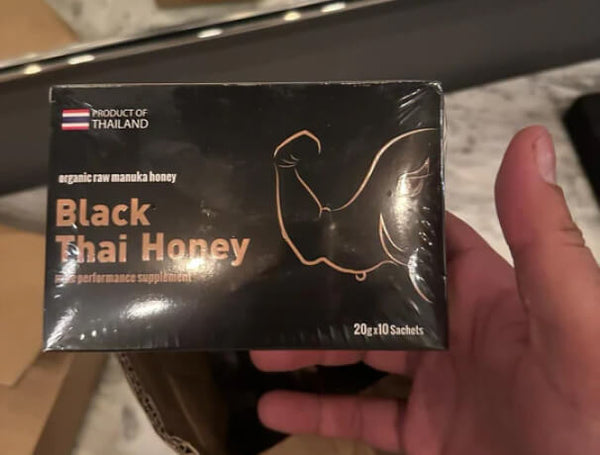 PRODUCT OF
THAILAND
organic raw manuka honey
Black
Thai Honey
performance supplement
20g x 10 Sachets